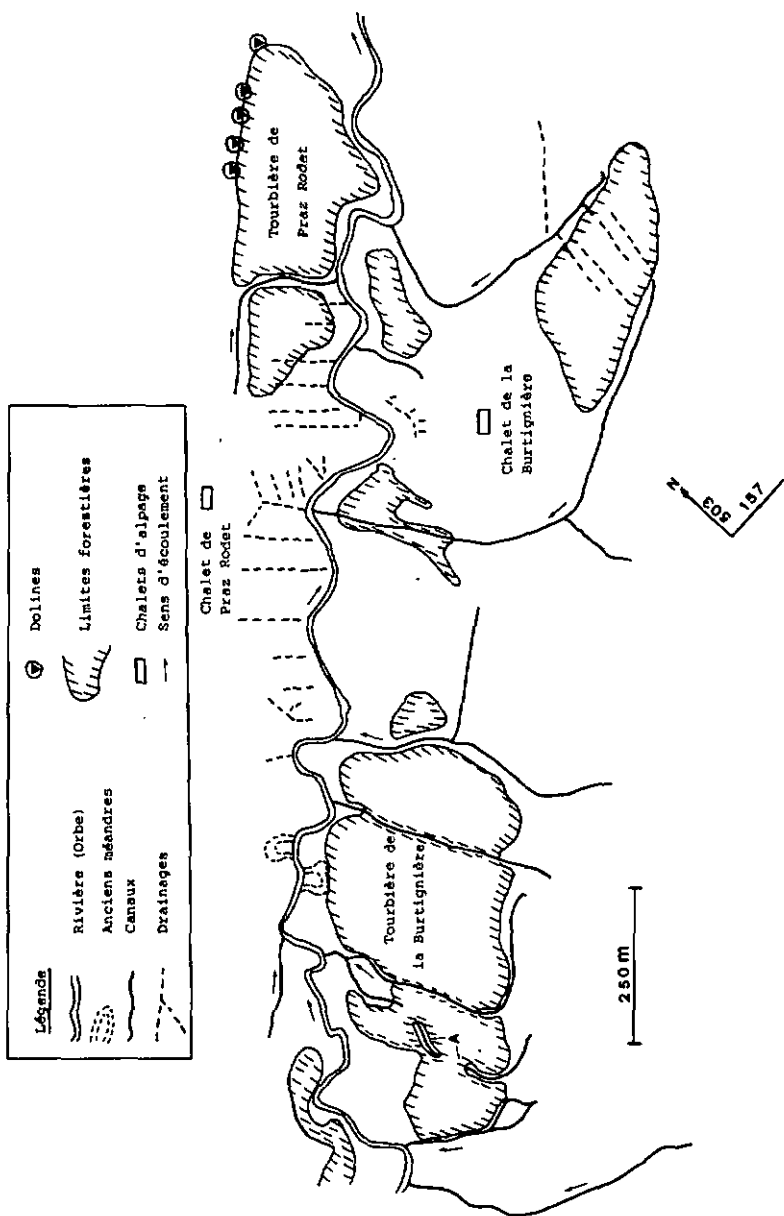 Légende
Rivière (Orbe)
Anciens méandres
Canaux
Drainages
Dolines
Limites forestières
Chalets d'alpage
Sens d'écoulement
Tourbière de
Praz Rodet
Chalet de
Praz Rodet
Chalet de la
Burtignière
Tourbière de
la Burtignière
A
250 m
N
503
157